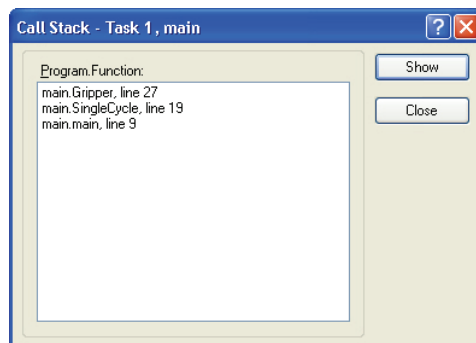 Call Stack - Task 1, main
Program.Function:
main.Gripper, line 27
main.SingleCycle, line 19
main.main, line 9
Show
Close